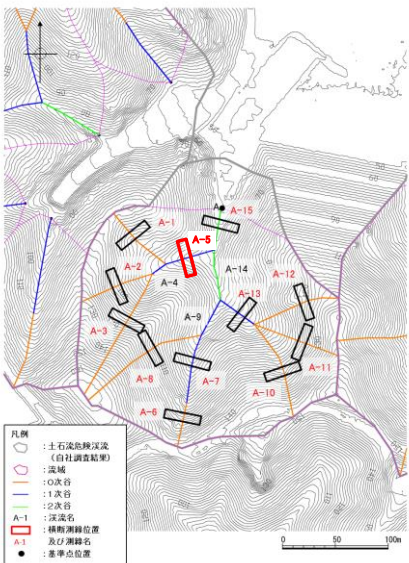 A
A-1
A-15
A-5
A-2
A-14
A-12
A-4
A-13
A-3
A-9
A-8
A-7
A-11
A-10
A-6
凡例
：土石流危険渓流
（自社調査結果）
：流域
：0次谷
：1次谷
：2次谷
A-1 ：渓流名
：横断測線位置
A-1 及び測線名
：基準点位置
0 50 100m